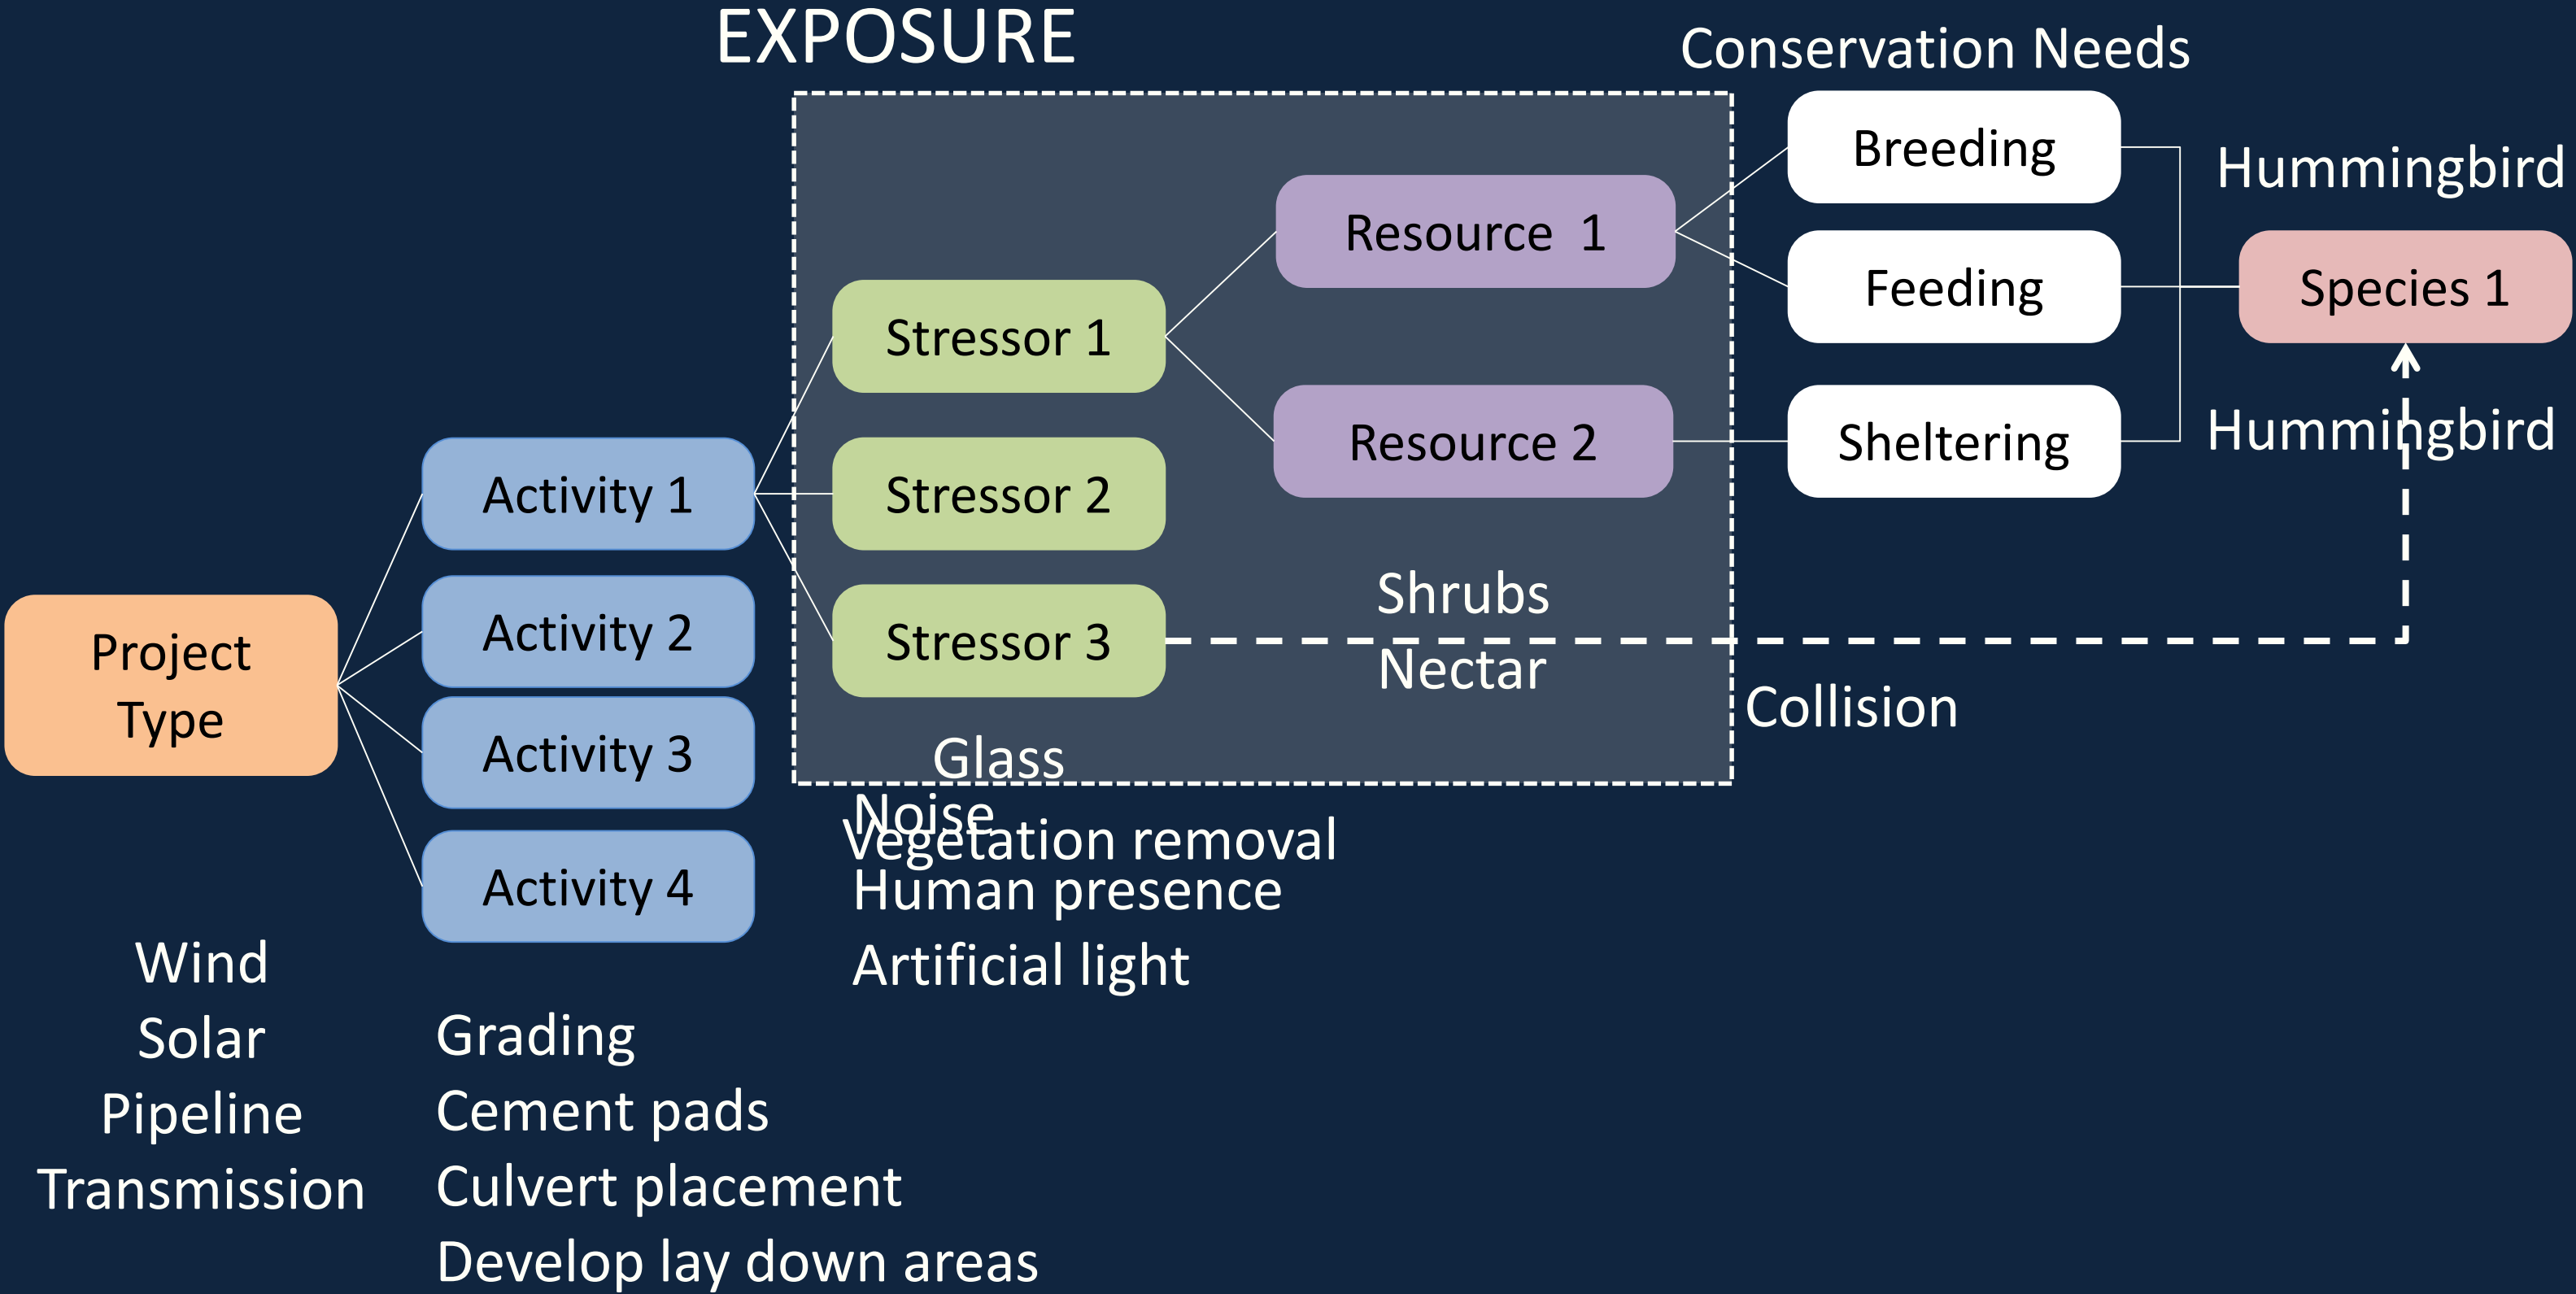 EXPOSURE
Conservation Needs
Breeding
Hummingbird
Resource 1
Feeding
Species 1
Stressor 1
Resource 2
Sheltering
Hummingbird
Activity 1
Stressor 2
Shrubs
Activity 2
Stressor 3
Nectar
Project
Type
Collision
Activity 3
Glass
Noise
Vegetation removal
Activity 4
Human presence
Artificial light
Wind
Solar
Pipeline
Transmission
Grading
Cement pads
Culvert placement
Develop lay down areas